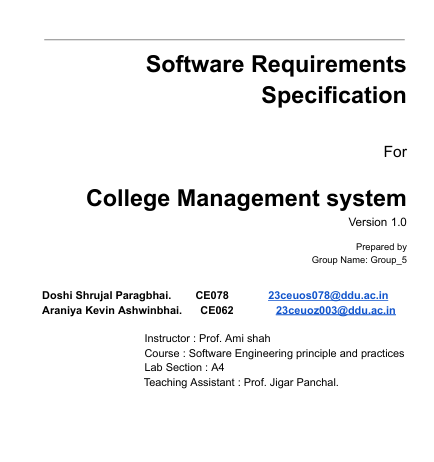 Software Requirements
Specification
For
College Management system
Version 1.0
Prepared by
Group Name: Group_5
Doshi Shrujal Paragbhai. CE078 23ceuos078@ddu.ac.in
Araniya Kevin Ashwinbhai. CE062 23ceuoz003@ddu.ac.in
Instructor : Prof. Ami shah
Course : Software Engineering principle and practices
Lab Section : A4
Teaching Assistant : Prof. Jigar Panchal.